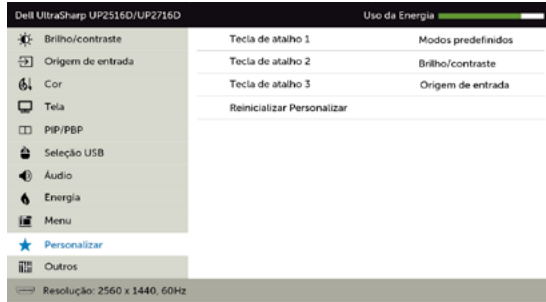 Dell UltraSharp UP2516D/UP2716D Uso da Energia
Brilho/contraste Tecla de atalho 1 Modos predefinidos
Origem de entrada Tecla de atalho 2 Brilho/contraste
Cor Tecla de atalho 3 Origem de entrada
Tela Reinicializar Personalizar
PIP/PBP
Seleção USB
Áudio
Energia
Menu
Personalizar
Outros
Resolução: 2560 x 1440, 60Hz